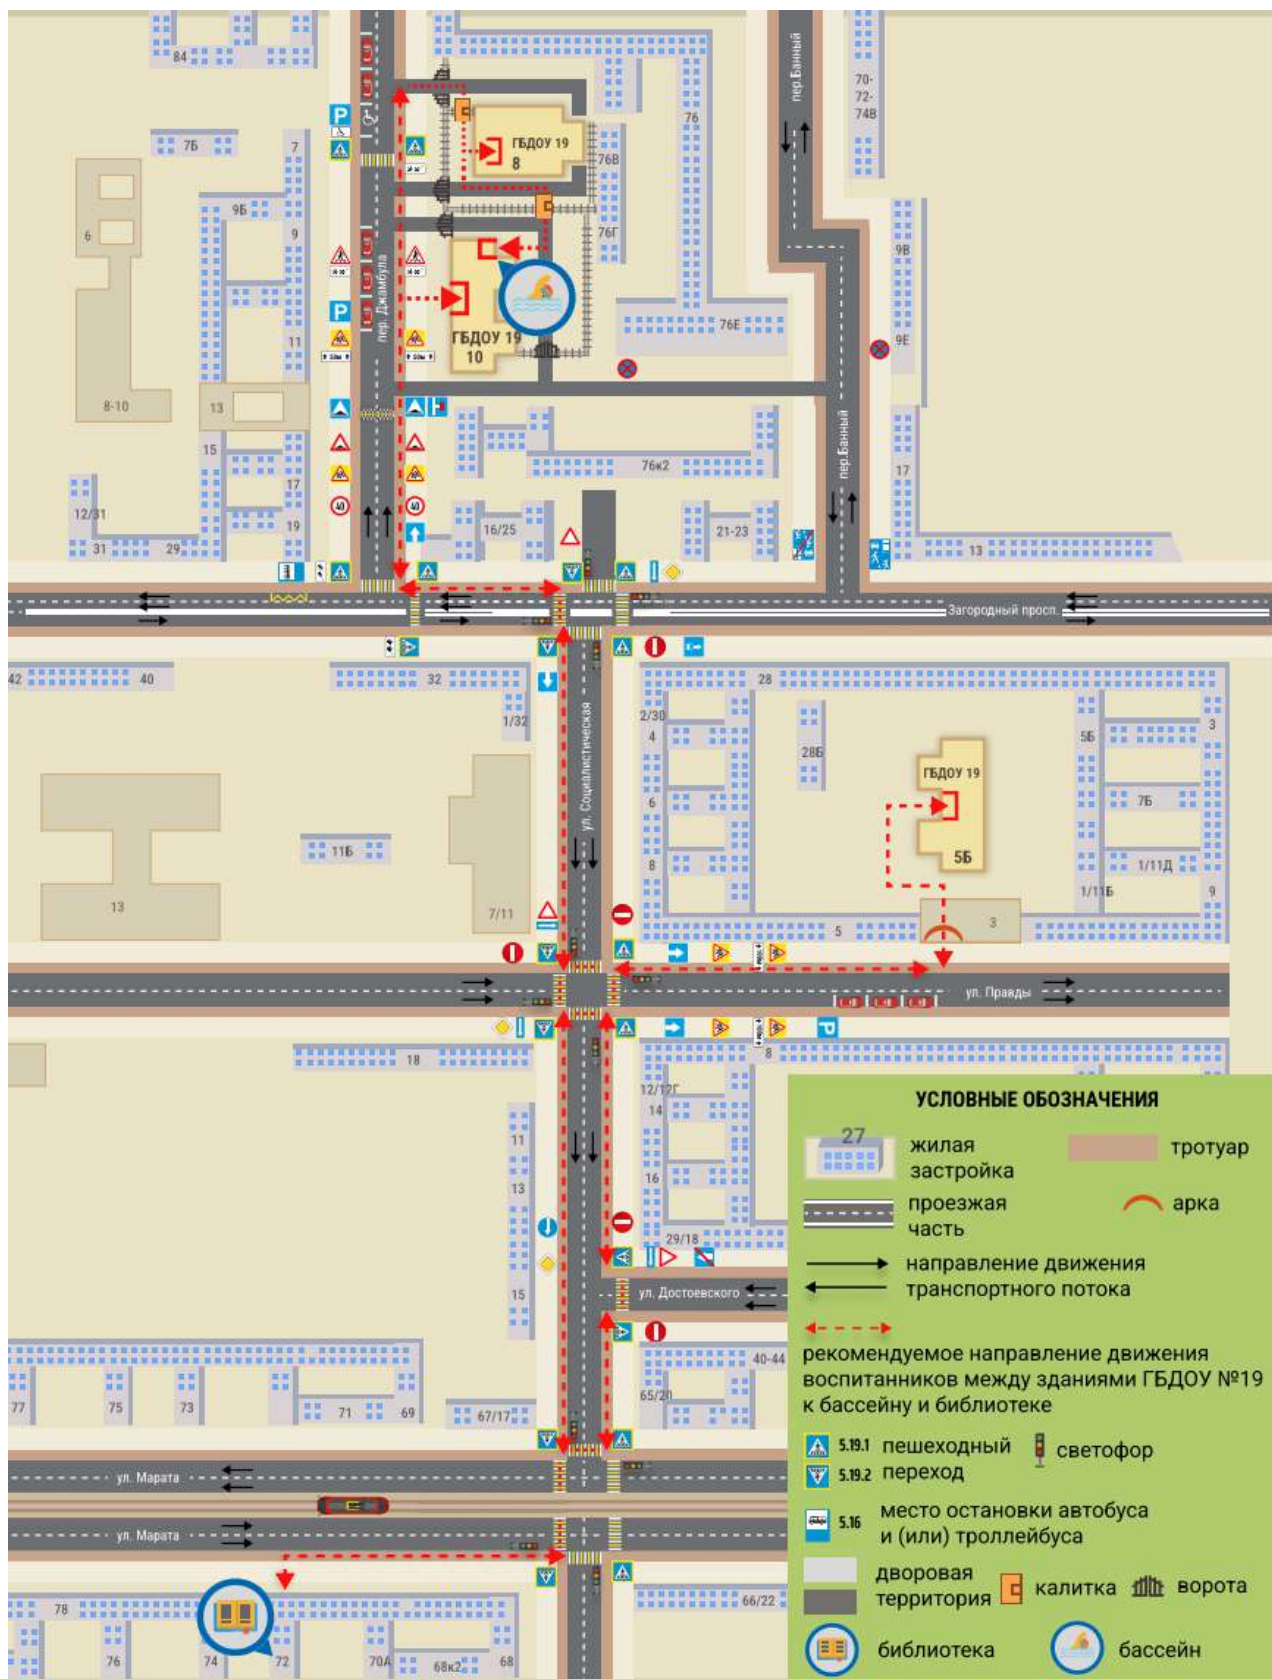 84
7Б
7
9Б
9
6
11
8-10
13
15
17
12/31
31
29
19
пер. Джамбула
ГБДОУ 19
8
ГБДОУ 19
10
76
76В
76Г
76Е
76к2
16/25
21-23
пер.Банный
пер.Банный
70-
72-
74В
9В
9Е
17
13
P
P
50м
50м
40
40
Загородный просп.
42
40
32
1/32
28
2/30
4
6
8
28Б
5Б
3
7Б
1/11Д
1/11Б
9
ГБДОУ 19
5Б
5
3
ул. Социалистическая
11Б
13
7/11
ул. Правды
P
18
8
12/12Г
14
16
29/18
11
13
15
ул. Достоевского
40-44
65/20
77
75
73
71
69
67/17
ул. Марата
ул. Марата
78
76
74
72
70А
68к2
68
66/22
УСЛОВНЫЕ ОБОЗНАЧЕНИЯ
27
жилая
застройка
тротуар
проезжая
часть
арка
направление движения
транспортного потока
рекомендуемое направление движения
воспитанников между зданиями ГБДОУ №19
к бассейну и библиотеке
5.19.1 пешеходный
5.19.2 переход
светофор
5.16
место остановки автобуса
и (или) троллейбуса
дворовая
территория
калитка
ворота
библиотека
бассейн